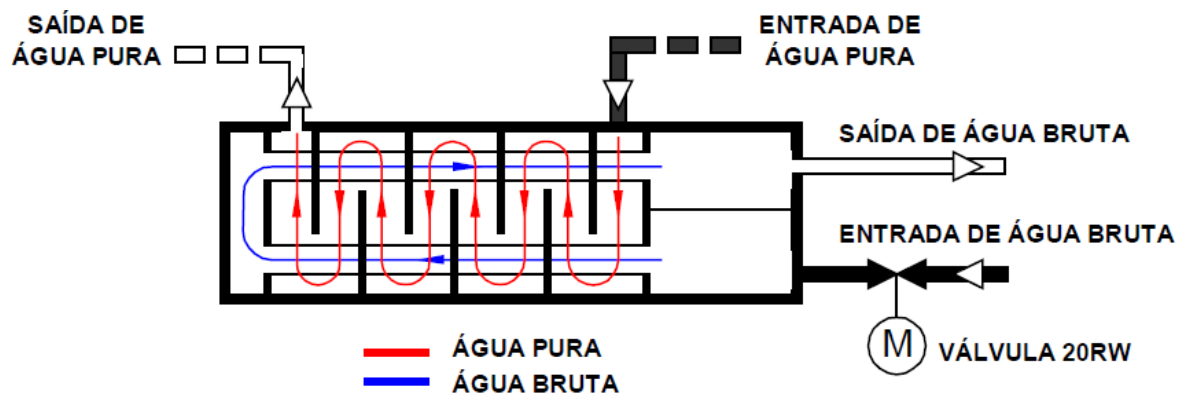 SAÍDA DE
ÁGUA PURA
ENTRADA DE
ÁGUA PURA
SAÍDA DE ÁGUA BRUTA
ENTRADA DE ÁGUA BRUTA
M
VÁLVULA 20RW
ÁGUA PURA
ÁGUA BRUTA